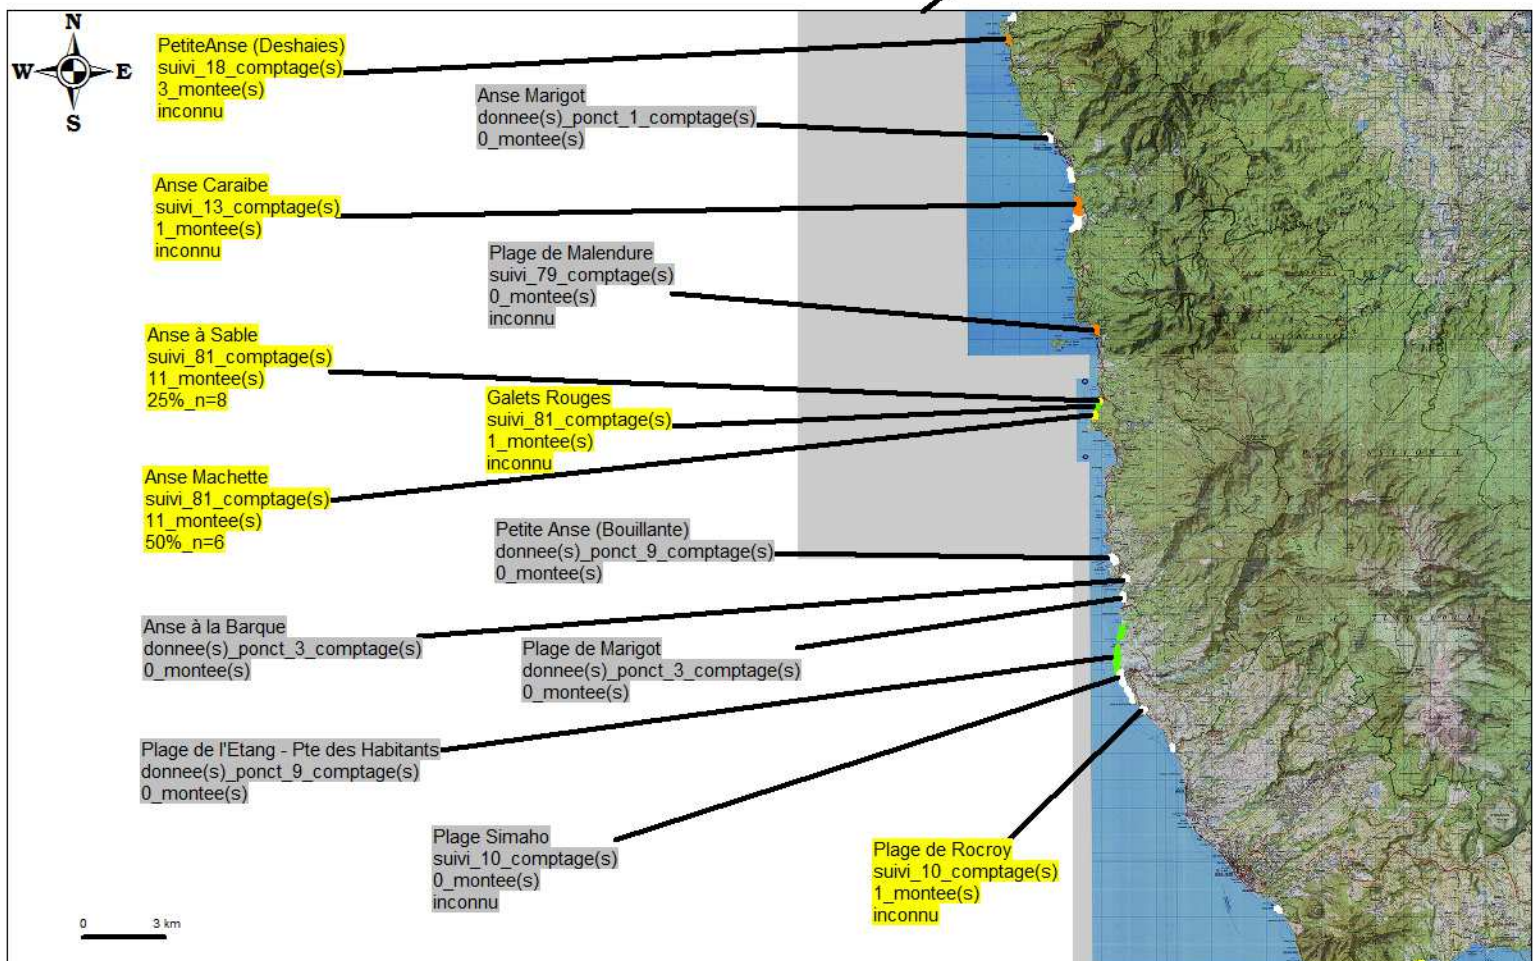 N
W
E
S
PetiteAnse (Deshaies)
suivi_18_comptage(s)
3_montee(s)
inconnu
Anse Marigot
donnee(s)_ponct_1_comptage(s)
0_montee(s)
Anse Caraibe
suivi_13_comptage(s)
1_montee(s)
inconnu
Plage de Malendure
suivi_79_comptage(s)
0_montee(s)
inconnu
Anse à Sable
suivi_81_comptage(s)
11_montee(s)
25%_n=8
Galets Rouges
suivi_81_comptage(s)
1_montee(s)
inconnu
Anse Machette
suivi_81_comptage(s)
11_montee(s)
50%_n=6
Petite Anse (Bouillante)
donnee(s)_ponct_9_comptage(s)
0_montee(s)
Anse à la Barque
donnee(s)_ponct_3_comptage(s)
0_montee(s)
Plage de Marigot
donnee(s)_ponct_3_comptage(s)
0_montee(s)
Plage de l'Etang - Pte des Habitants
donnee(s)_ponct_9_comptage(s)
0_montee(s)
Plage Simaho
suivi_10_comptage(s)
0_montee(s)
inconnu
Plage de Rocroy
suivi_10_comptage(s)
1_montee(s)
inconnu
0 3 km